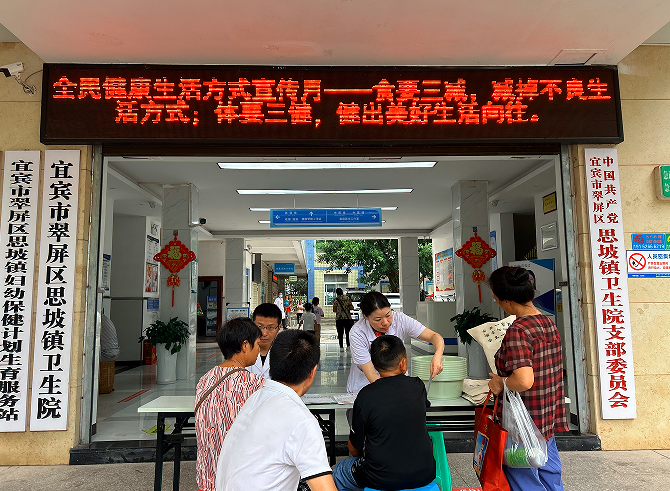 全民健康生活方式宣传月——食要三减，减掉不良生
活方式；体要三健，健出美好生活向往。
宜宾市翠屏区思坡镇妇幼保健计划生育服务站
宜宾市翠屏区思坡镇卫生院
中国共产党
宜宾市翠屏区
思坡镇卫生院支部委员会